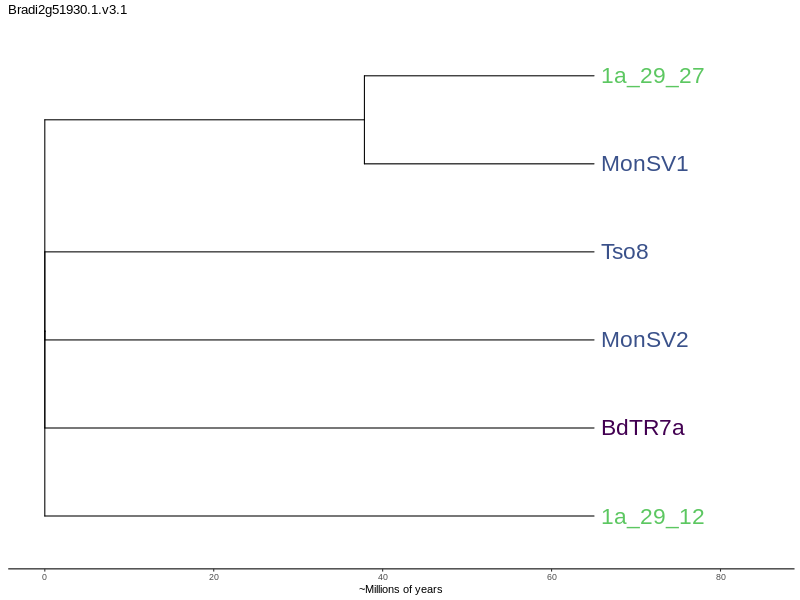 Bradi2g51930.1.v3.1
1a_29_27
MonSV1
Tso8
MonSV2
BdTR7a
1a_29_12
0 20 40 60 80
~Millions of years